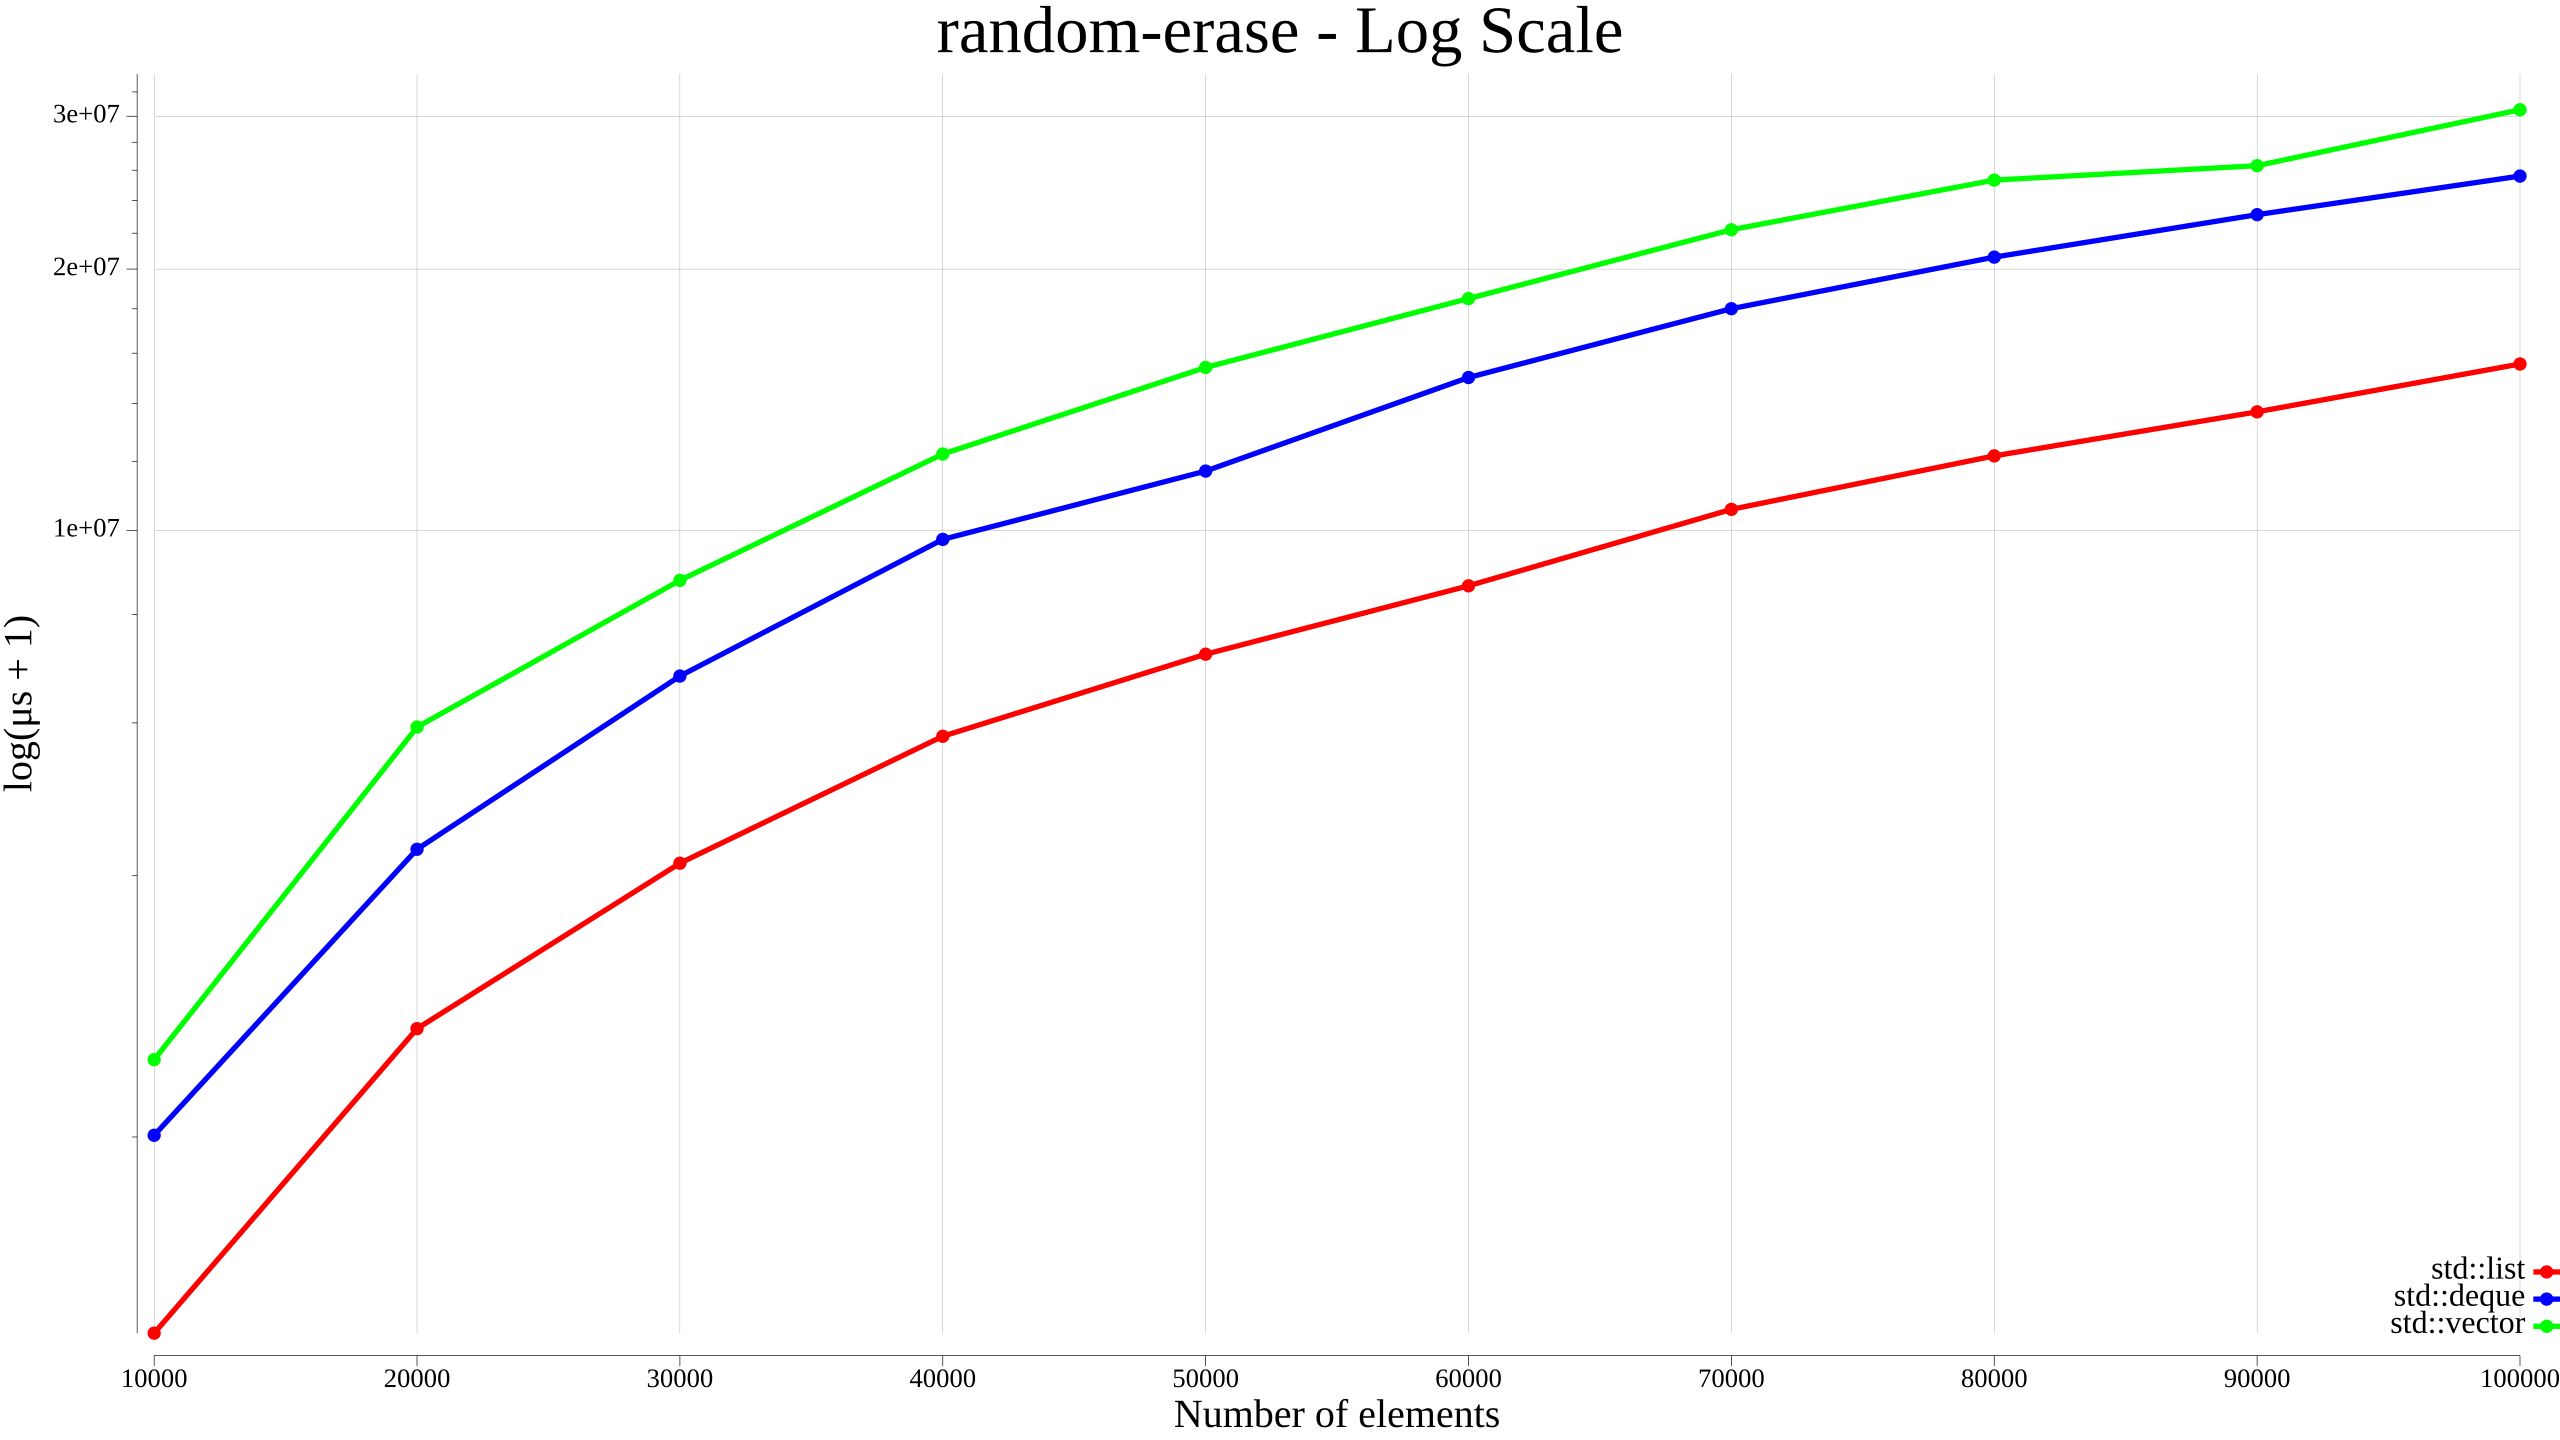 random-erase - Log Scale
3e+07
2e+07
1e+07
log(μs + 1)
std::list
std::deque
std::vector
10000 20000 30000 40000 50000 60000 70000 80000 90000 100000
Number of elements